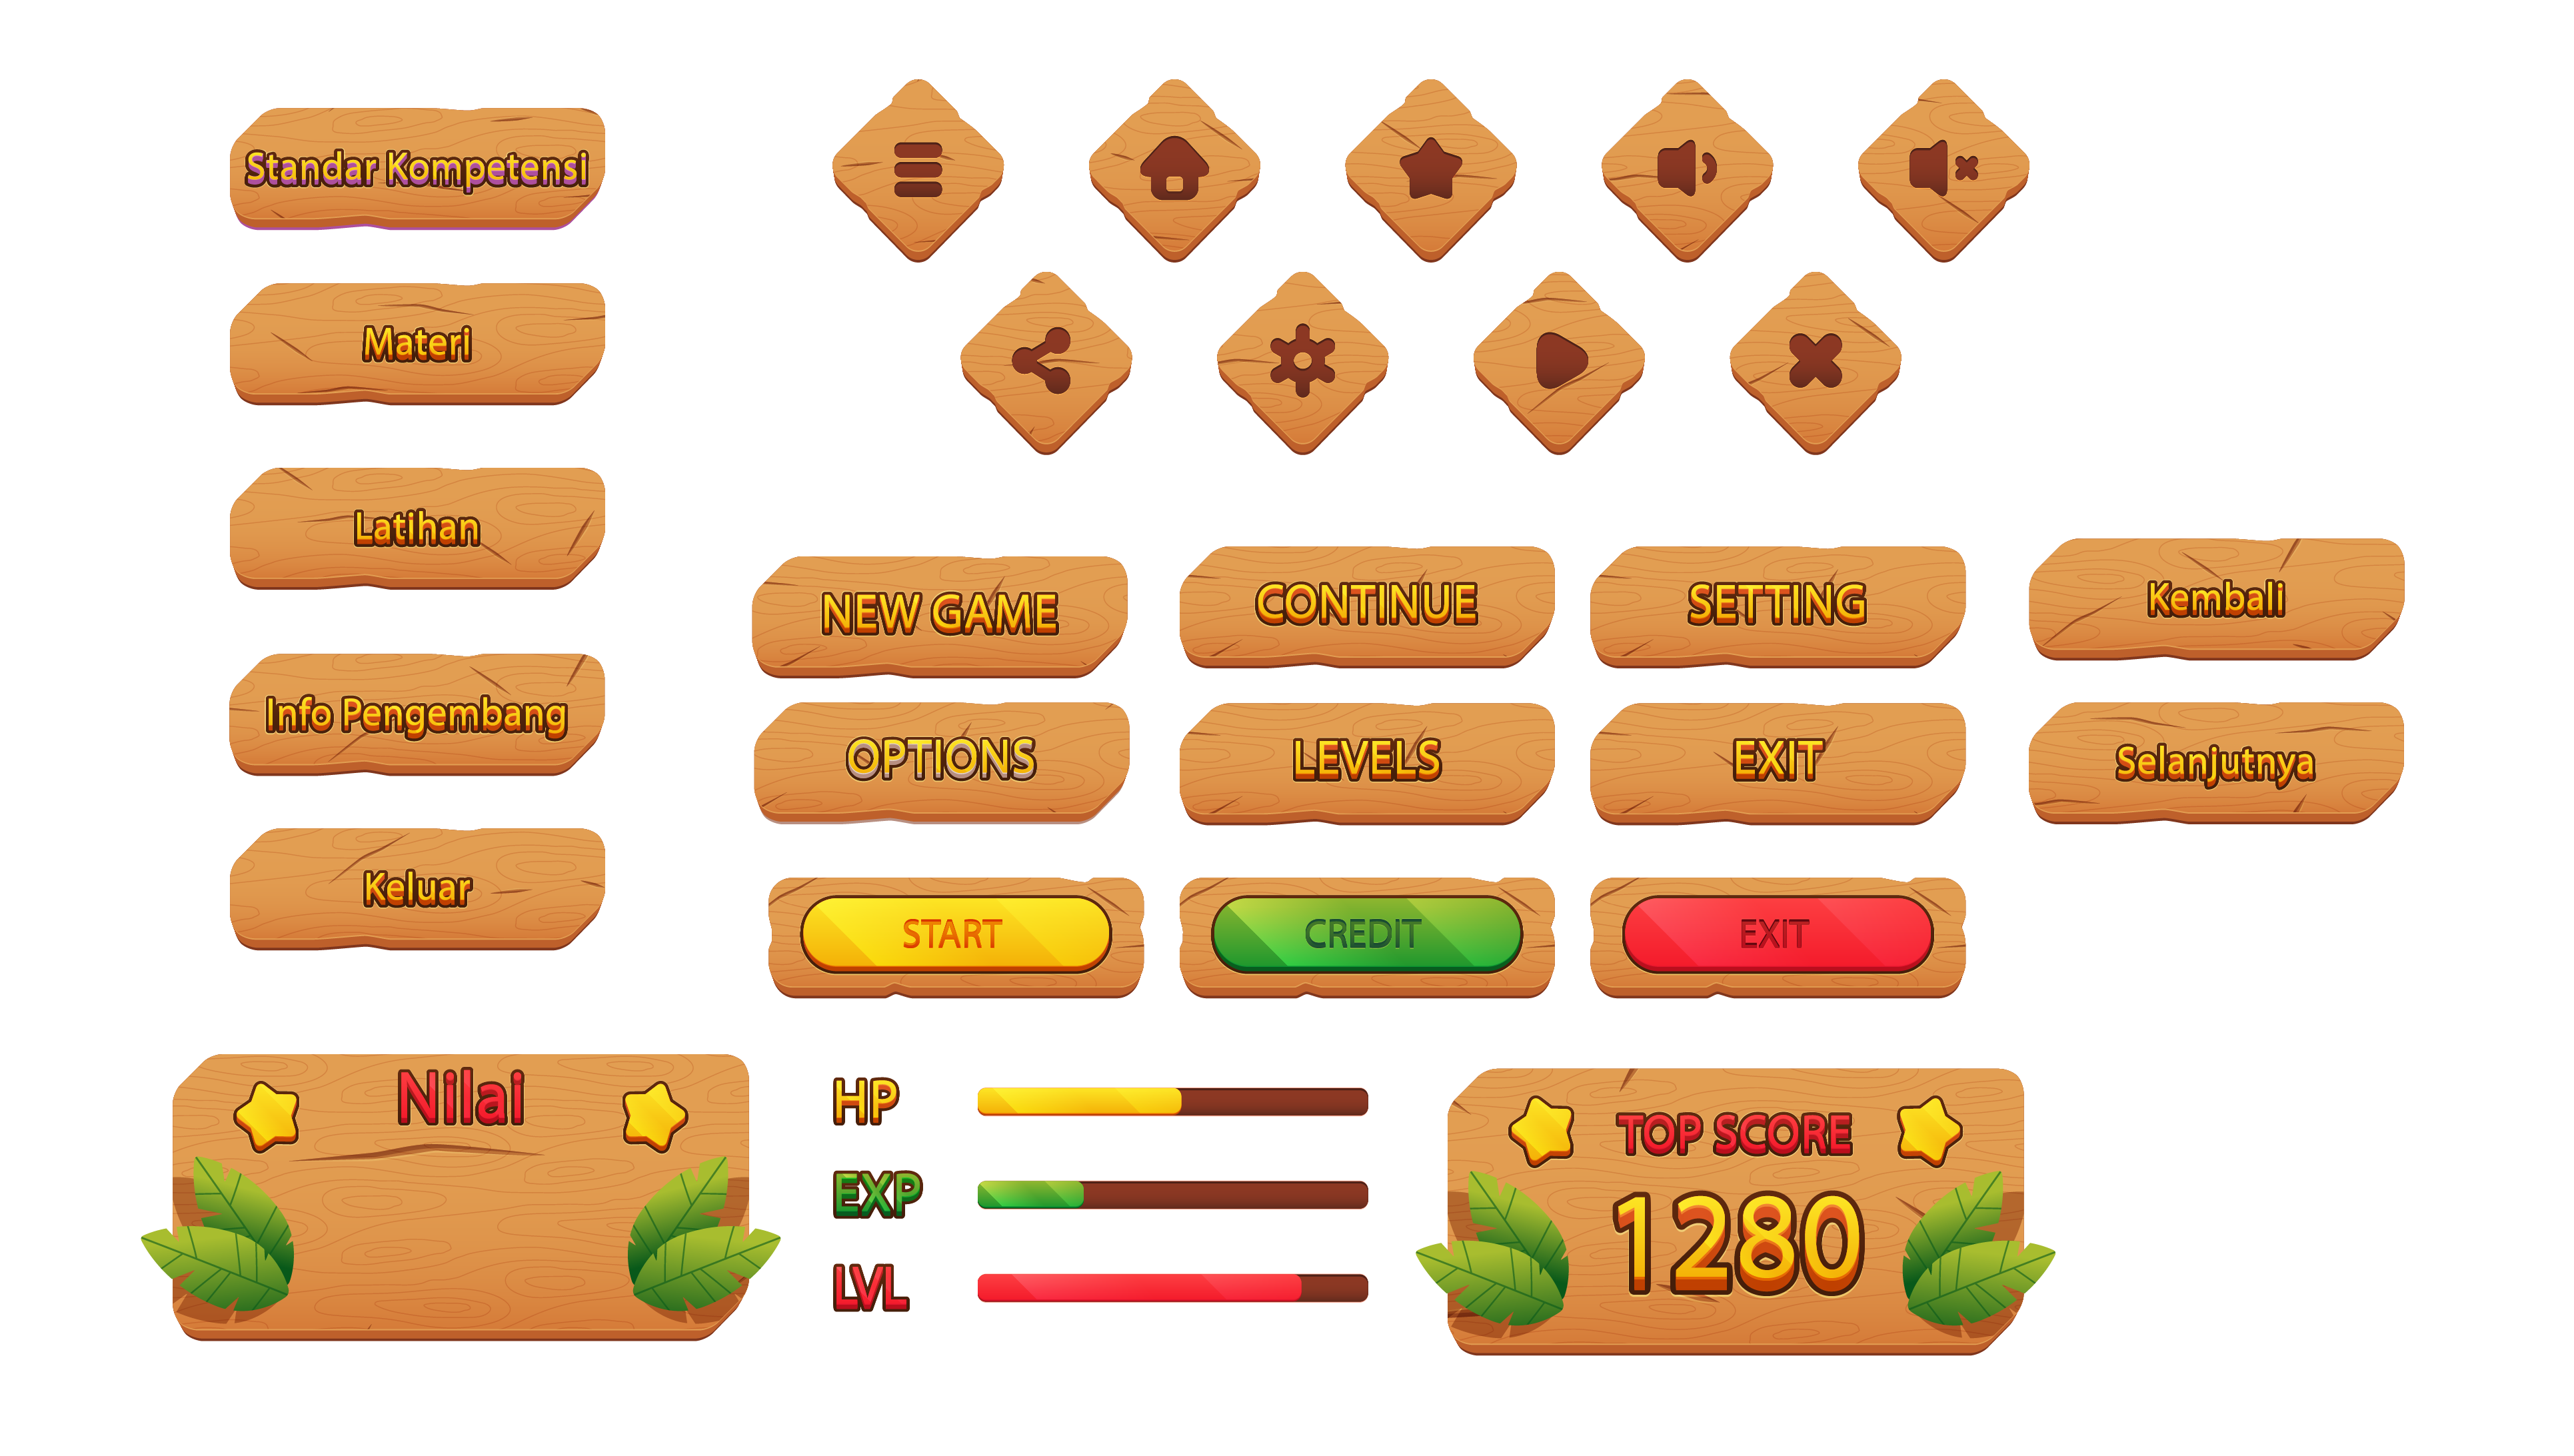 Standar Kompetensi
Materi
Latihan
Info Pengembang
Keluar
NEW GAME
CONTINUE
SETTING
Kembali
OPTIONS
LEVELS
EXIT
Selanjutnya
START
CREDIT
EXIT
Nilai
HP
EXP
LVL
TOP SCORE
1280